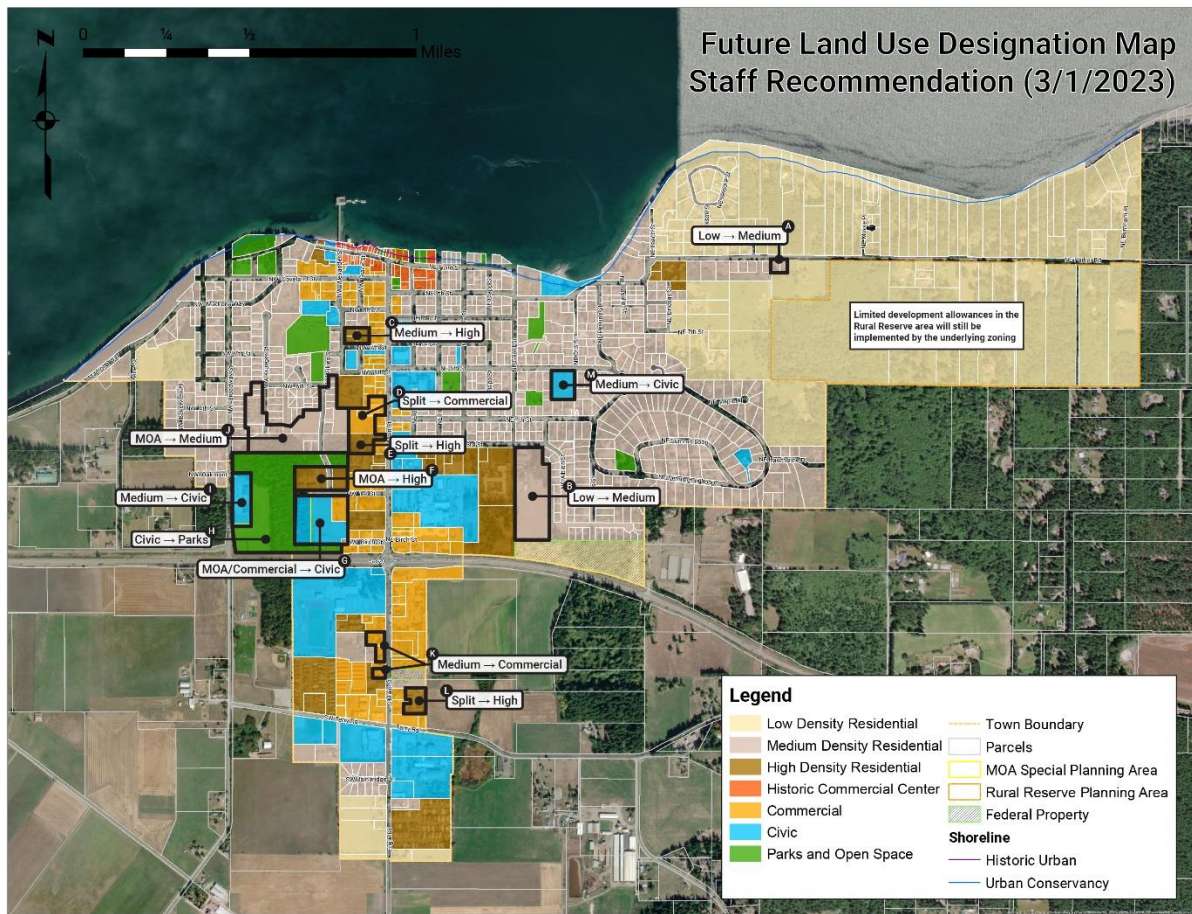 Future Land Use Designation Map
Staff Recommendation (3/1/2023)
Z
0 ¼ ½ 1
Miles
A
Low → Medium
Limited development allowances in the
Rural Reserve area will still be
implemented by the underlying zoning
C
Medium → High
M
Medium → Civic
D
Split → Commercial
J
MOA → Medium
Split → High
E
F
MOA → High
I
Medium → Civic
B
Low → Medium
H
Civic → Parks
G
MOA/Commercial → Civic
NE Birch St
K
Medium → Commercial
L
Split → High
Legend
Low Density Residential
Medium Density Residential
High Density Residential
Historic Commercial Center
Commercial
Civic
Parks and Open Space
Town Boundary
Parcels
MOA Special Planning Area
Rural Reserve Planning Area
Federal Property
Shoreline
Historic Urban
Urban Conservancy